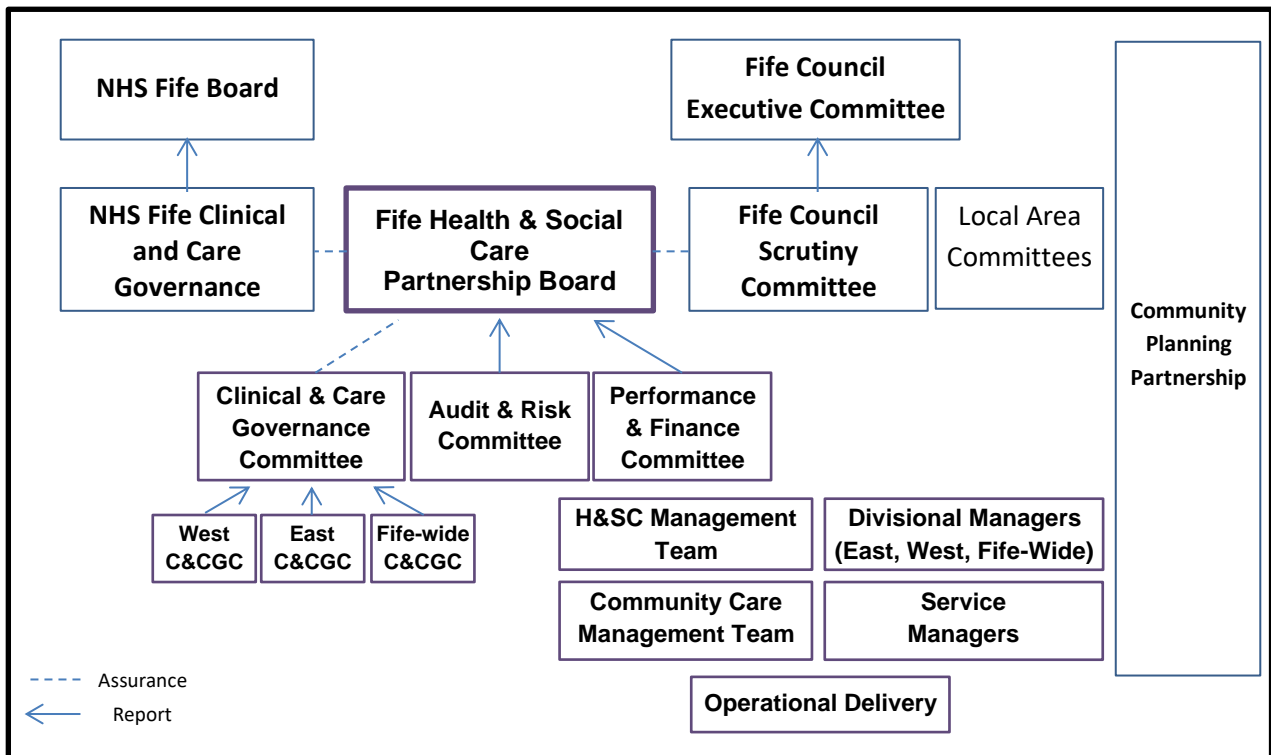 NHS Fife Board
Fife Council
Executive Committee
NHS Fife Clinical
and Care
Governance
Fife Health & Social
Care
Partnership Board
Fife Council
Scrutiny
Committee
Local Area
Committees
Community
Planning
Partnership
Clinical & Care
Governance
Committee
Audit & Risk
Committee
Performance
& Finance
Committee
West
C&CGC
East
C&CGC
Fife-wide
C&CGC
H&SC Management
Team
Divisional Managers
(East, West, Fife-Wide)
Community Care
Management Team
Service
Managers
Operational Delivery
Assurance
Report